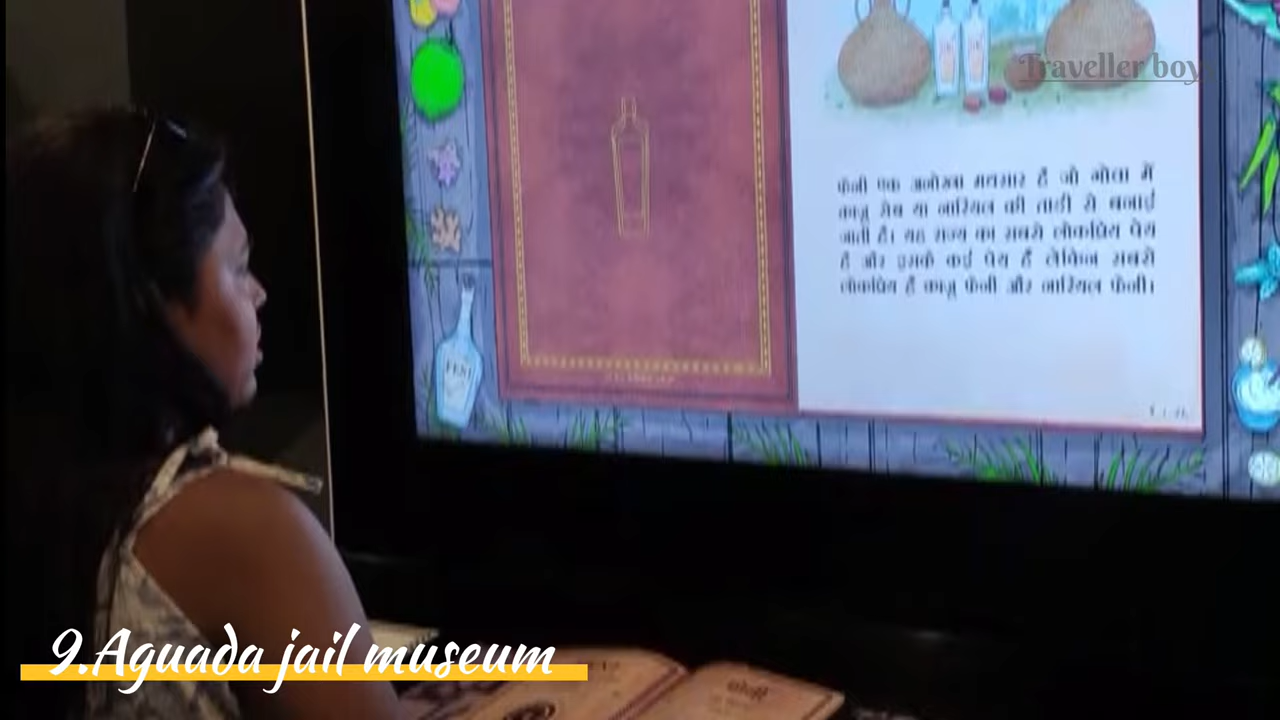 Traveller boy
फेनी एक अनोखा मद्यसार है जो गोवा में
काजू सेब या नारियल की ताडी से बनाई
जाती है। यह राज्य का सबसे लोकप्रिय पेय
है और इसके कई पेय हैं लेकिन सबसे
लोकप्रिय हैं काजू फेनी और नारियल फेनी।
FENI
9.Aguada jail museum